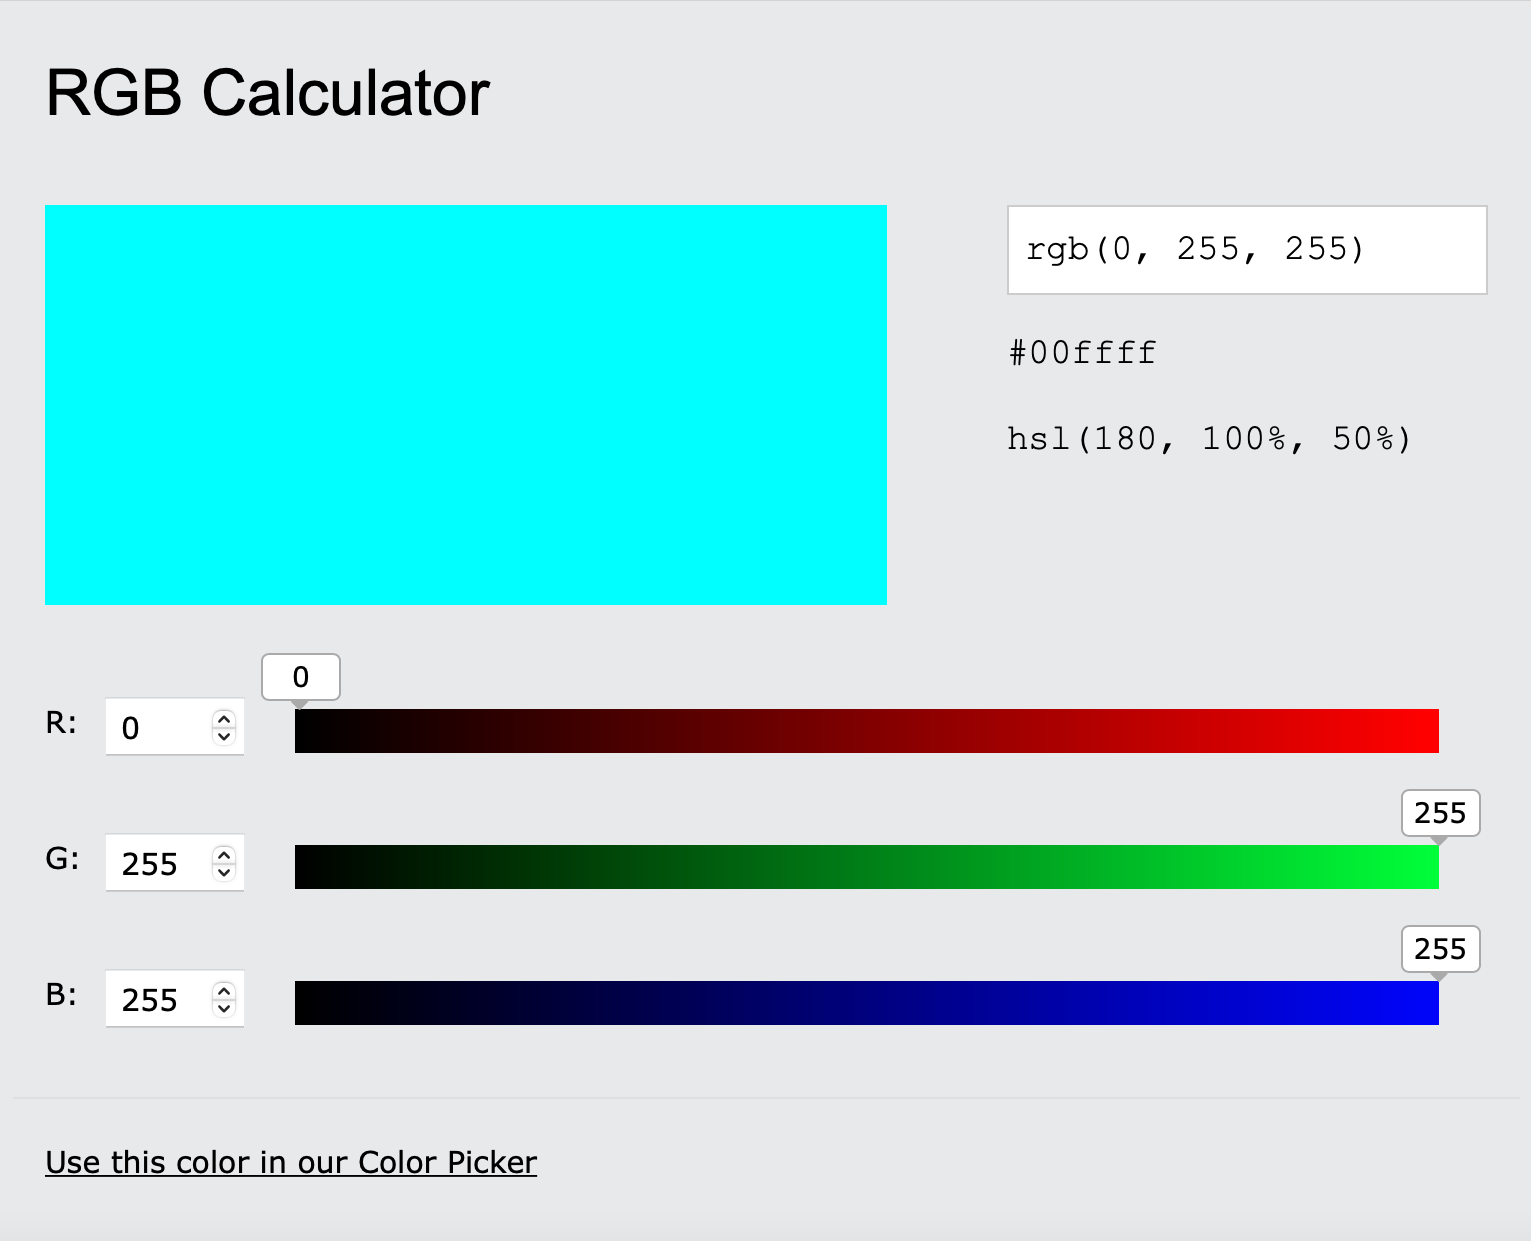 RGB Calculator
rgb(0, 255, 255)
#00ffff
hsl(180, 100%, 50%)
0
R: 0
255
G: 255
255
B: 255
Use this color in our Color Picker